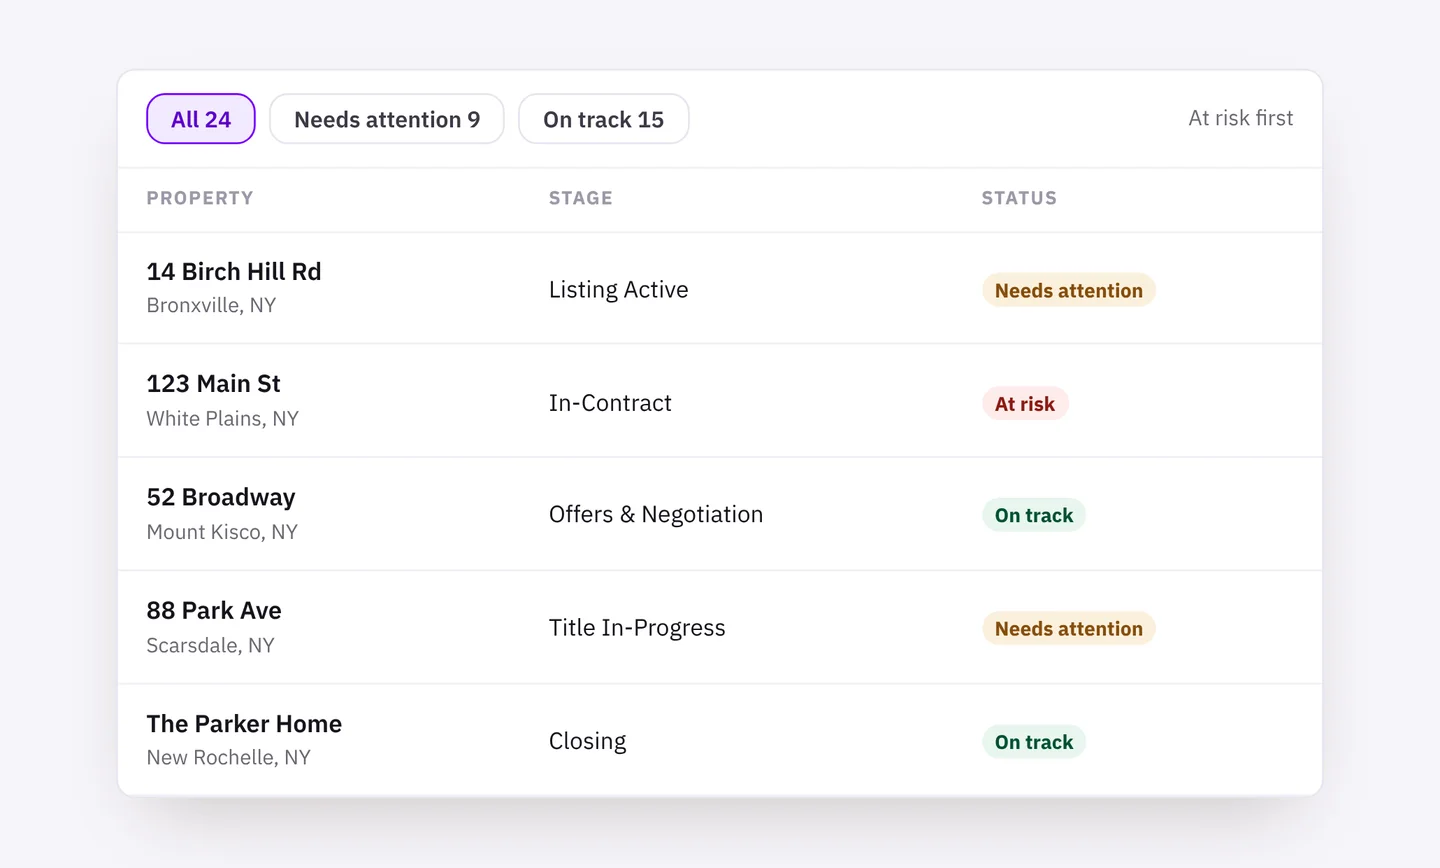 All 24
Needs attention 9
On track 15
At risk first
PROPERTY
STAGE
STATUS
14 Birch Hill Rd
Bronxville, NY
Listing Active
Needs attention
123 Main St
White Plains, NY
In-Contract
At risk
52 Broadway
Mount Kisco, NY
Offers & Negotiation
On track
88 Park Ave
Scarsdale, NY
Title In-Progress
Needs attention
The Parker Home
New Rochelle, NY
Closing
On track